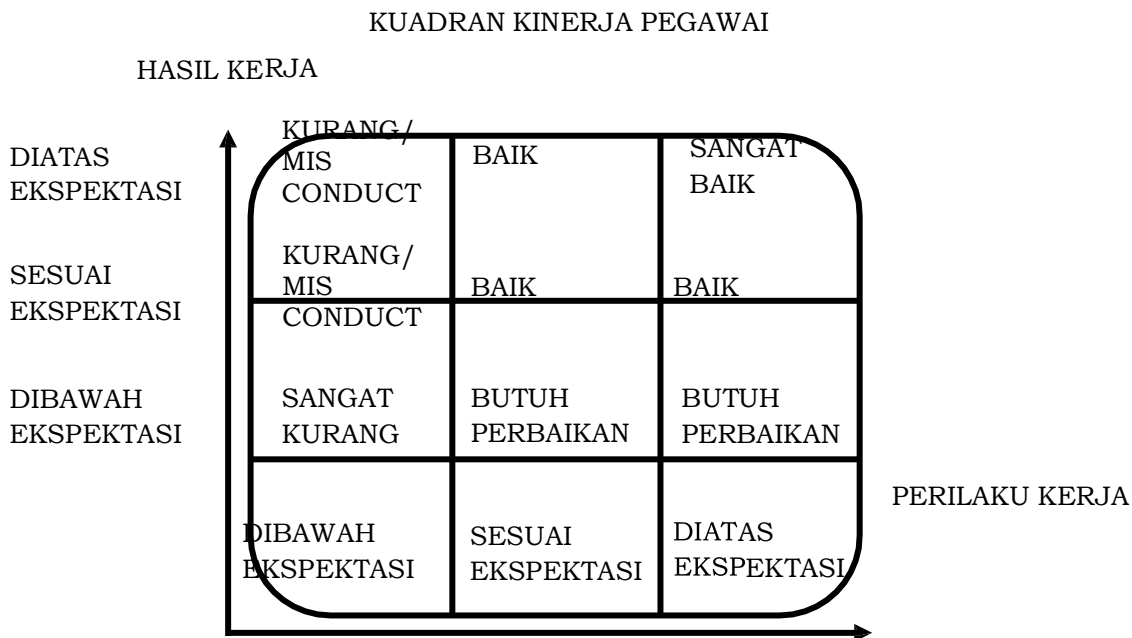 KUADRAN KINERJA PEGAWAI
HASIL KERJA
DIATAS
EKSPEKTASI
KURANG/
MIS
CONDUCT
BAIK
SANGAT
BAIK
SESUAI
EKSPEKTASI
KURANG/
MIS
CONDUCT
BAIK
BAIK
DIBAWAH
EKSPEKTASI
SANGAT
KURANG
BUTUH
PERBAIKAN
BUTUH
PERBAIKAN
PERILAKU KERJA
DIBAWAH
EKSPEKTASI
SESUAI
EKSPEKTASI
DIATAS
EKSPEKTASI